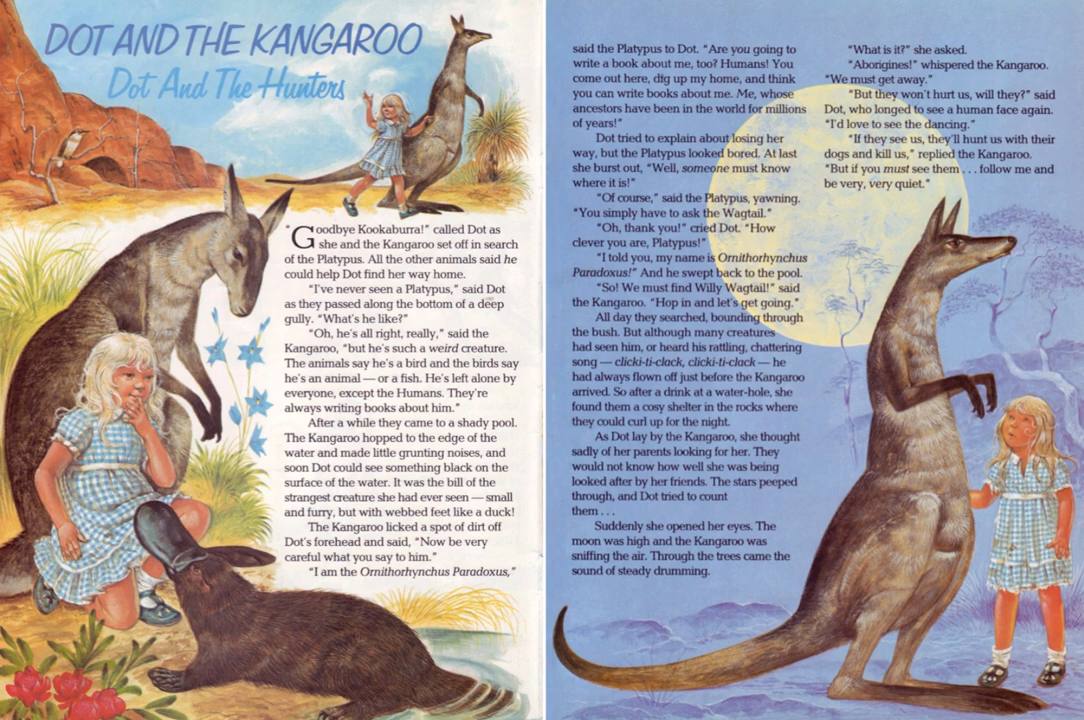 DOT AND THE KANGAROO
Dot And The Hunters
"Goodbye Kookaburra!" called Dot as
she and the Kangaroo set off in search
of the Platypus. All the other animals said he
could help Dot find her way home.
"I've never seen a Platypus," said Dot
as they passed along the bottom of a deep
gully. "What's he like?"
"Oh, he's all right, really," said the
Kangaroo, "but he's such a weird creature.
The animals say he's a bird and the birds say
he's an animal — or a fish. He's left alone by
everyone, except the Humans. They're
always writing books about him."
After a while they came to a shady pool.
The Kangaroo hopped to the edge of the
water and made little grunting noises, and
soon Dot could see something black on the
surface of the water. It was the bill of the
strangest creature she had ever seen — small
and furry, but with webbed feet like a duck!
The Kangaroo licked a spot of dirt off
Dot's forehead and said, "Now be very
careful what you say to him."
"I am the Ornithorhynchus Paradoxus,"
said the Platypus to Dot. "Are you going to
write a book about me, too? Humans! You
come out here, dig up my home, and think
you can write books about me. Me, whose
ancestors have been in the world for millions
of years!"
Dot tried to explain about losing her
way, but the Platypus looked bored. At last
she burst out, "Well, someone must know
where it is!"
"Of course," said the Platypus, yawning.
"You simply have to ask the Wagtail."
"Oh, thank you!" cried Dot. "How
clever you are, Platypus!"
"I told you, my name is Ornithorhynchus
Paradoxus!" And he swept back to the pool.
"So! We must find Willy Wagtail!" said
the Kangaroo. "Hop in and let's get going."
All day they searched, bounding through
the bush. But although many creatures
had seen him, or heard his rattling, chattering
song — clicki-ti-clack, clicki-ti-clack — he
had always flown off just before the Kangaroo
arrived. So after a drink at a water-hole, she
found them a cosy shelter in the rocks where
they could curl up for the night.
As Dot lay by the Kangaroo, she thought
sadly of her parents looking for her. They
would not know how well she was being
looked after by her friends. The stars peeped
through, and Dot tried to count
them . . .
Suddenly she opened her eyes. The
moon was high and the Kangaroo was
sniffing the air. Through the trees came the
sound of steady drumming.
"What is it?" she asked.
"Aborigines!" whispered the Kangaroo.
"We must get away."
"But they won't hurt us, will they?" said
Dot, who longed to see a human face again.
"I'd love to see the dancing."
"If they see us, they'll hunt us with their
dogs and kill us," replied the Kangaroo.
"But if you must see them . . . follow me and
be very, very quiet."